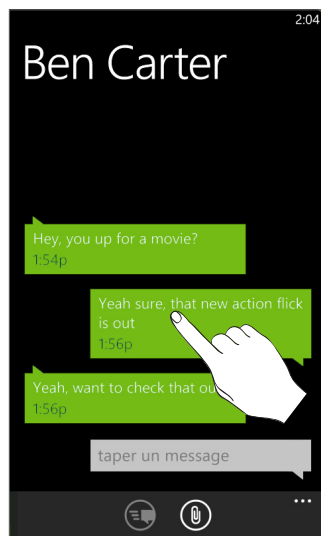 2:04
Ben Carter
Hey, you up for a movie?
1:54p
Yeah sure, that new action flick
is out
1:56p
Yeah, want to check that
1:56p
taper un message